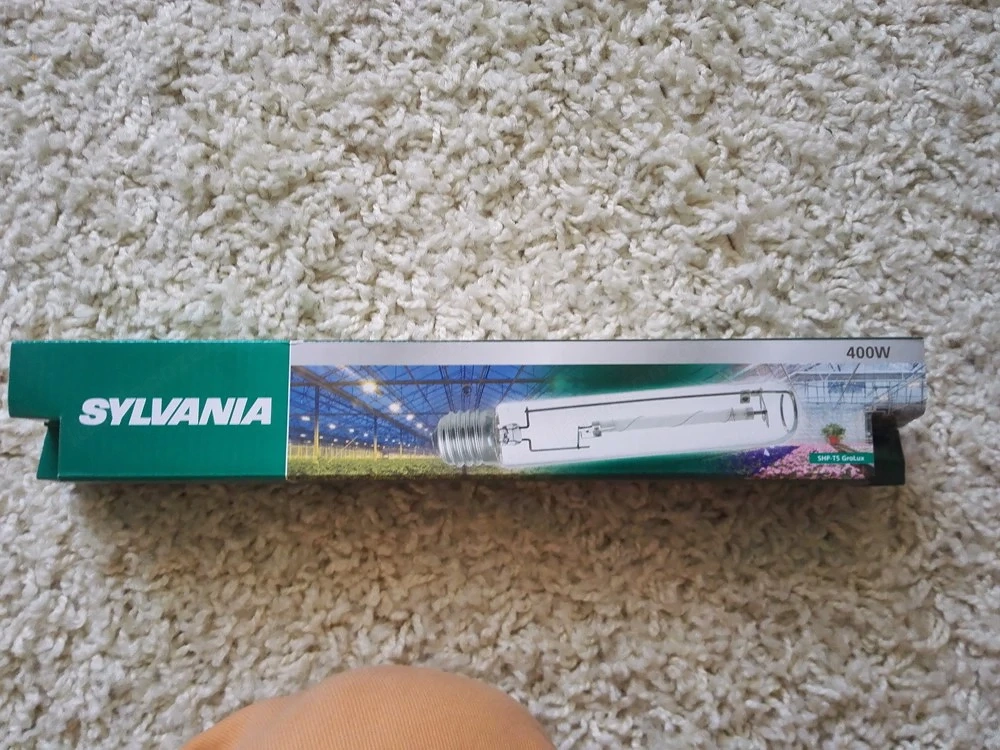 400W
SYLVANIA
SHP-TS GroLux